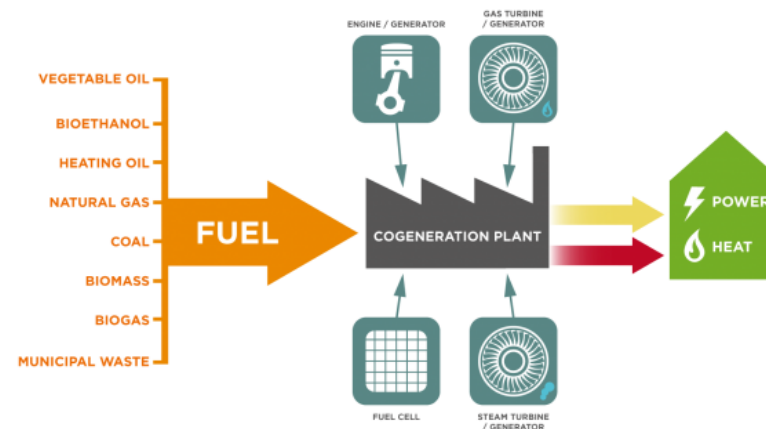 ENGINE / GENERATOR
GAS TURBINE
/ GENERATOR
VEGETABLE OIL
BIOETHANOL
HEATING OIL
NATURAL GAS
COAL
BIOMASS
BIOGAS
MUNICIPAL WASTE
FUEL
COGENERATION PLANT
POWER
HEAT
FUEL CELL
STEAM TURBINE
/ GENERATOR